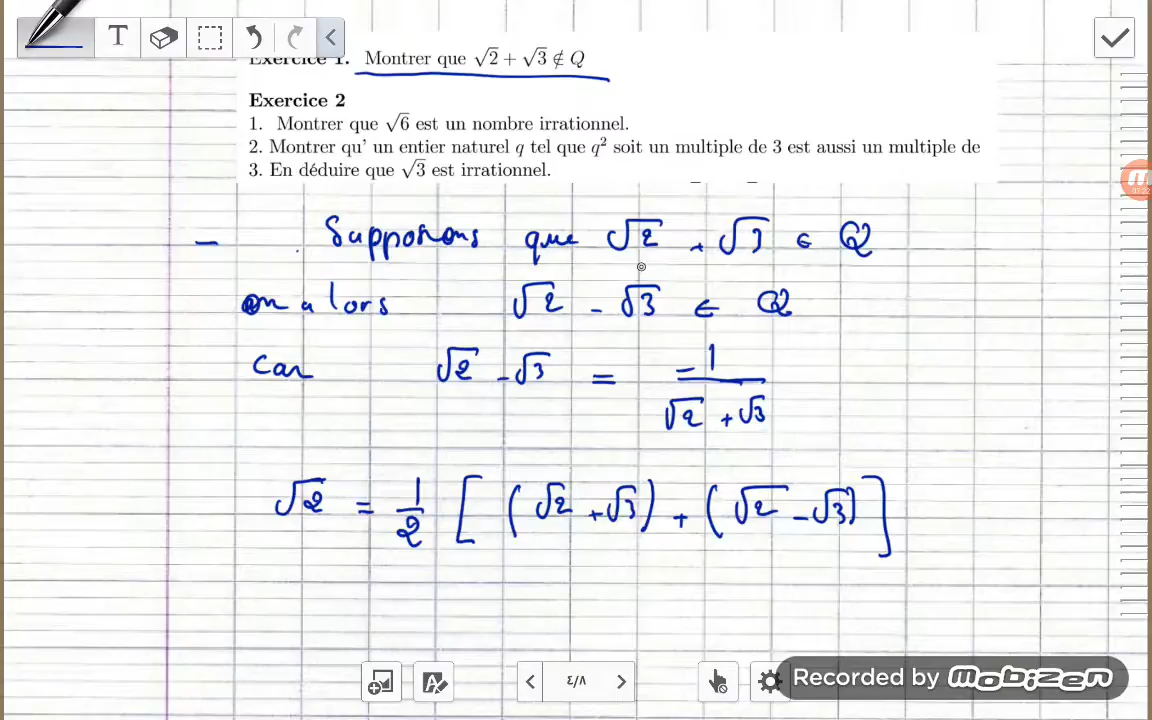 T
Exercice 1. Montrer que √2 + √3 ∉ Q
Exercice 2
1. Montrer que √6 est un nombre irrationnel.
2. Montrer qu' un entier naturel q tel que q² soit un multiple de 3 est aussi un multiple de
3. En déduire que √3 est irrationnel.
– Supposons que √2 + √3 ∈ Q
on alors √2 - √3 ∈ Q
Car √2 - √3 = -1/(√2 + √3)
√2 = 1/2 [ (√2 + √3) + (√2 - √3) ]
٤/٨
Recorded by mobizen